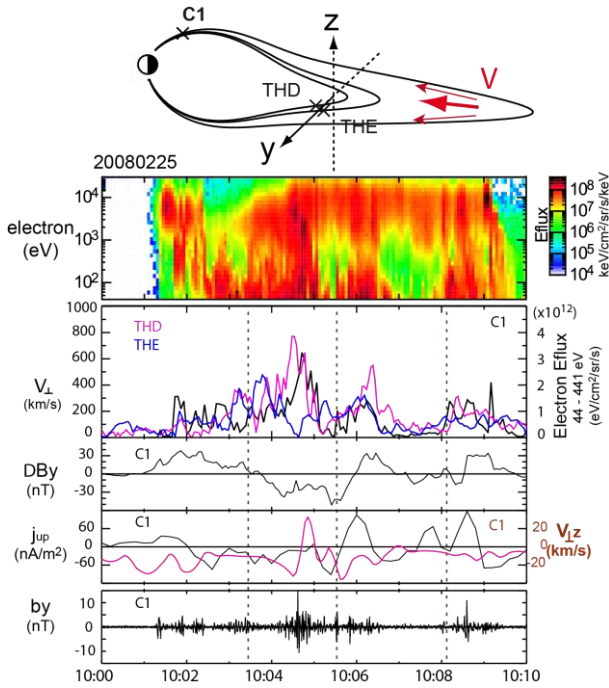 C1
z
V
THD
THE
y
20080225
electron
(eV)
10⁴
10³
10²
10⁸
10⁷
10⁶
10⁵
10⁴
Eflux
keV/cm²/sr/s/keV
1000
800
600
400
200
0
V⊥
(km/s)
THD
THE
C1
(x10¹²)
4
3
2
1
0
Electron Eflux
44 - 441 eV
(eV/cm²/sr/s)
DBy
(nT)
30
0
-30
C1
jup
(nA/m²)
60
0
-60
C1
C1
20
0
20
V⊥z
(km/s)
by
(nT)
10
0
-10
C1
10:00
10:02
10:04
10:06
10:08
10:10